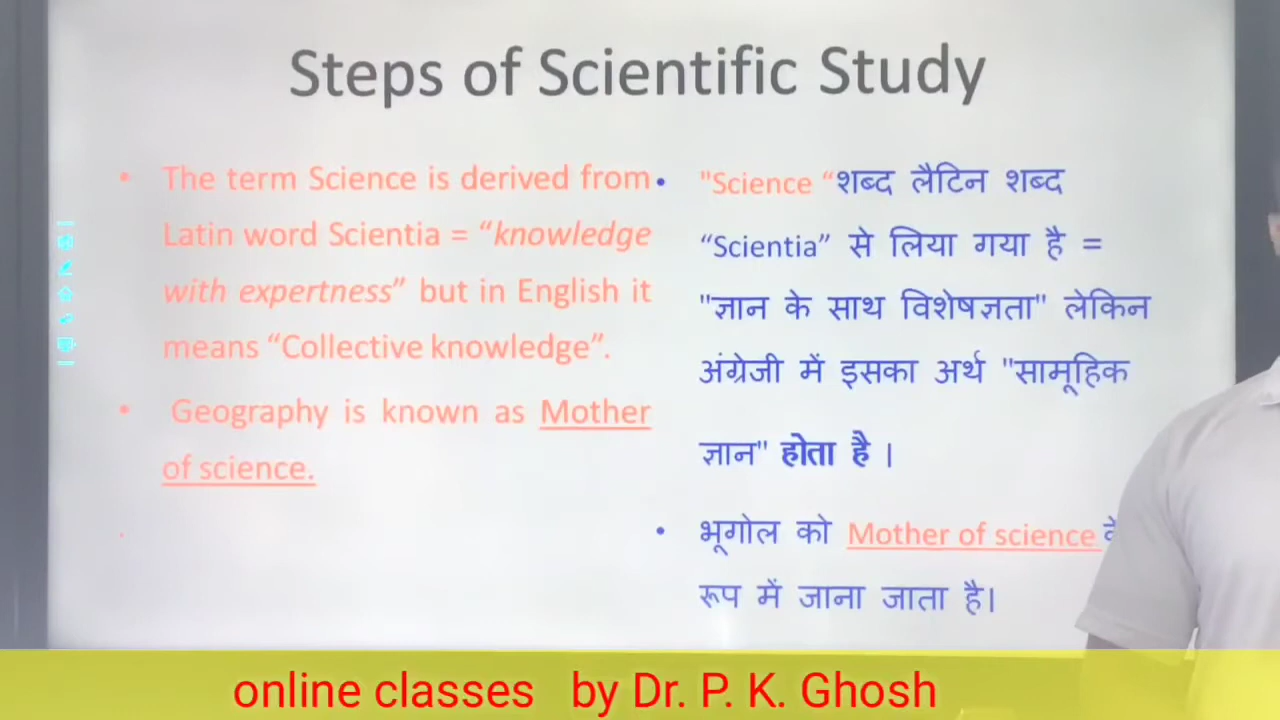 Steps of Scientific Study
• The term Science is derived from
Latin word Scientia = “knowledge
with expertness” but in English it
means “Collective knowledge”.
• Geography is known as Mother
of science.
• "Science “शब्द लैटिन शब्द
“Scientia” से लिया गया है =
"ज्ञान के साथ विशेषज्ञता" लेकिन
अंग्रेजी में इसका अर्थ "सामूहिक
ज्ञान" होता है ।
• भूगोल को Mother of science
रूप में जाना जाता है।
online classes by Dr. P. K. Ghosh